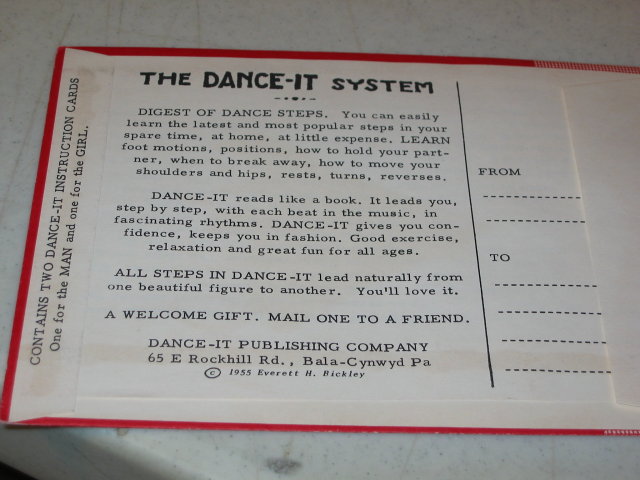 CONTAINS TWO DANCE-IT INSTRUCTION CARDS
One for the MAN and one for the GIRL.
THE DANCE-IT SYSTEM
DIGEST OF DANCE STEPS. You can easily
learn the latest and most popular steps in your
spare time, at home, at little expense. LEARN
foot motions, positions, how to hold your part-
ner, when to break away, how to move your
shoulders and hips, rests, turns, reverses.
DANCE-IT reads like a book. It leads you,
step by step, with each beat in the music, in
fascinating rhythms. DANCE-IT gives you con-
fidence, keeps you in fashion. Good exercise,
relaxation and great fun for all ages.
ALL STEPS IN DANCE-IT lead naturally from
one beautiful figure to another. You'll love it.
A WELCOME GIFT. MAIL ONE TO A FRIEND.
DANCE-IT PUBLISHING COMPANY
65 E Rockhill Rd., Bala-Cynwyd Pa
© 1955 Everett H. Bickley
FROM
TO